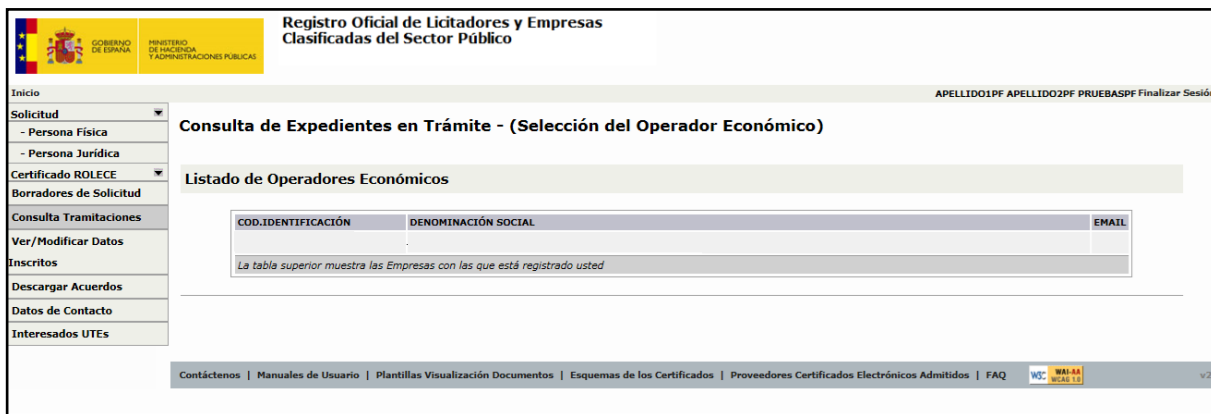 GOBIERNO
DE ESPAÑA
MINISTERIO
DE HACIENDA
Y ADMINISTRACIONES PÚBLICAS
Registro Oficial de Licitadores y Empresas
Clasificadas del Sector Público
Inicio
APELLIDO1PF APELLIDO2PF PRUEBASPF Finalizar Sesión
Solicitud
- Persona Física
- Persona Jurídica
Certificado ROLECE
Borradores de Solicitud
Consulta Tramitaciones
Ver/Modificar Datos
Inscritos
Descargar Acuerdos
Datos de Contacto
Interesados UTEs
Consulta de Expedientes en Trámite - (Selección del Operador Económico)
Listado de Operadores Económicos
COD.IDENTIFICACIÓN DENOMINACIÓN SOCIAL EMAIL
La tabla superior muestra las Empresas con las que está registrado usted
Contáctenos | Manuales de Usuario | Plantillas Visualización Documentos | Esquemas de los Certificados | Proveedores Certificados Electrónicos Admitidos | FAQ
W3C WAI-AA
WCAG 1.0
v2